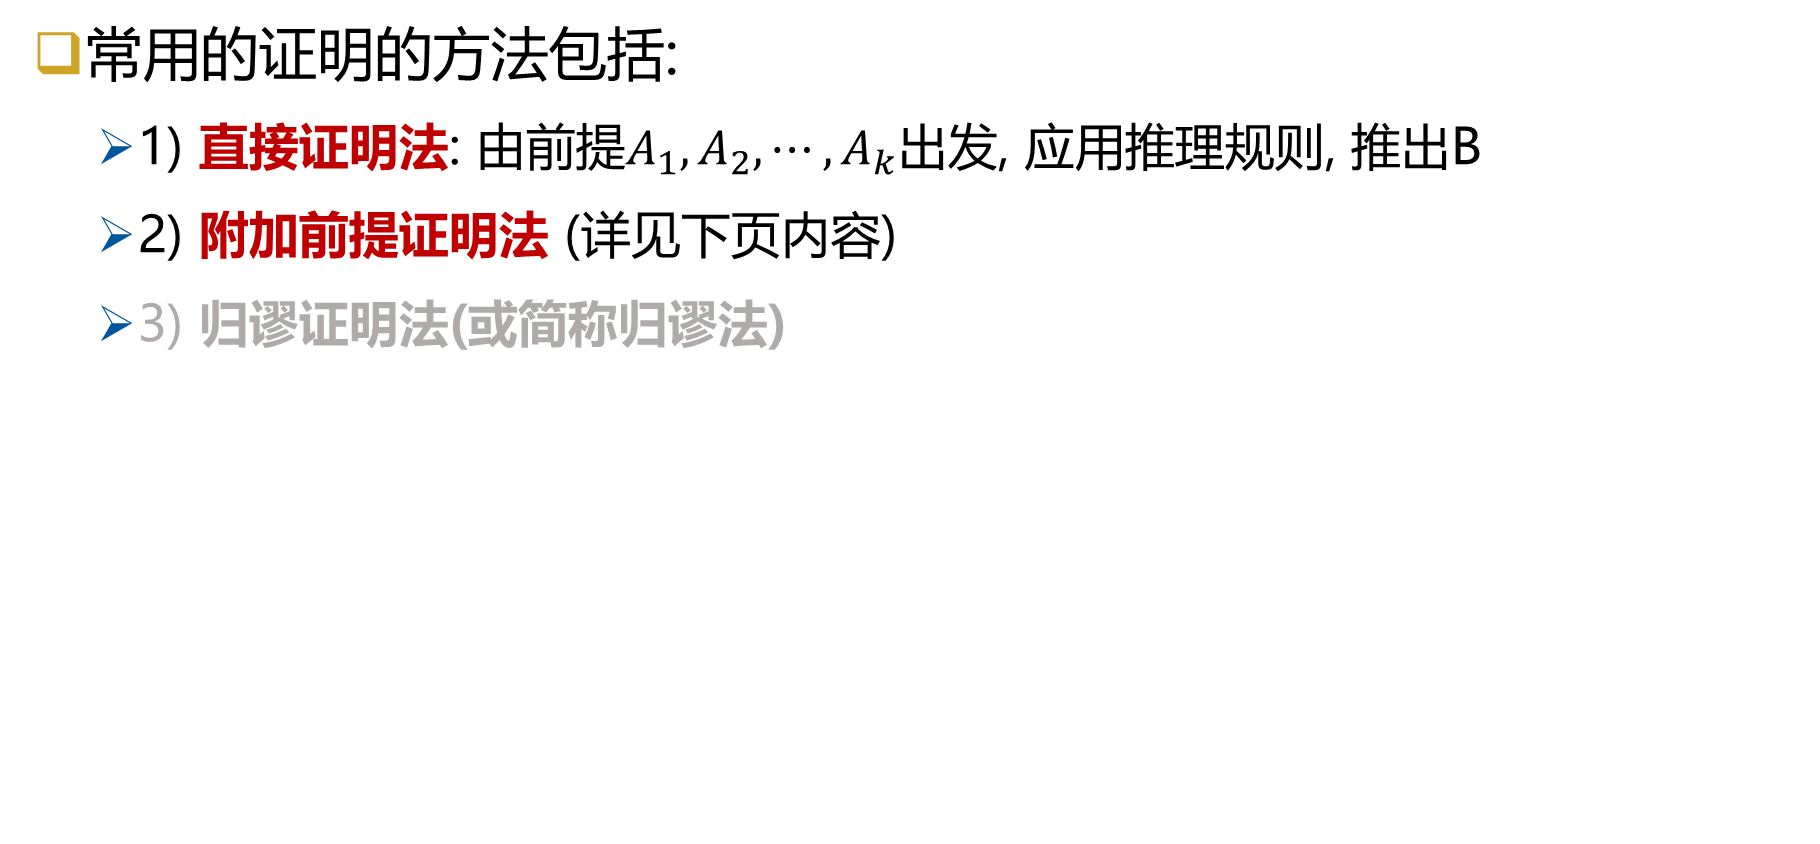 常用的证明的方法包括:
1) 直接证明法: 由前提A₁, A₂, ⋯ , Aₖ出发, 应用推理规则, 推出B
2) 附加前提证明法 (详见下页内容)
3) 归谬证明法(或简称归谬法)